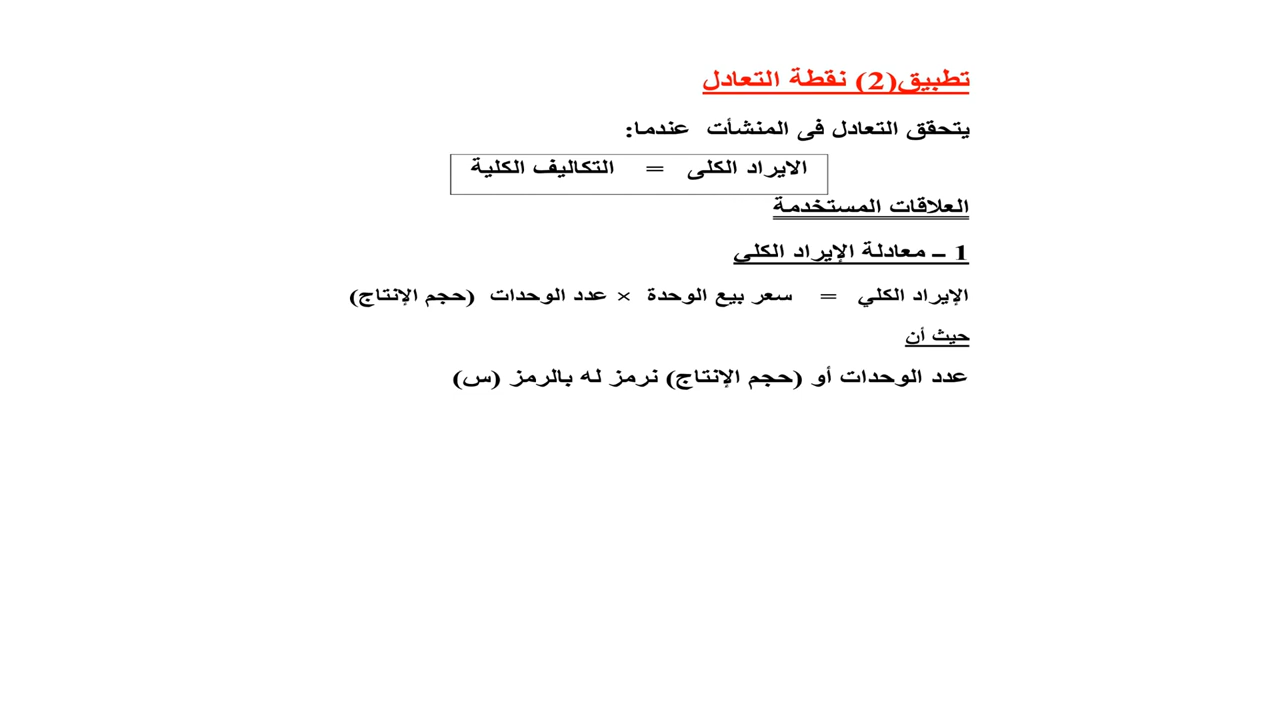 تطبيق(2) نقطة التعادل
يتحقق التعادل فى المنشأت عندما:
الايراد الكلى = التكاليف الكلية
العلاقات المستخدمة
1 – معادلة الإيراد الكلي
الإيراد الكلي = سعر بيع الوحدة × عدد الوحدات (حجم الإنتاج)
حيث أن
عدد الوحدات أو (حجم الإنتاج) نرمز له بالرمز (س)